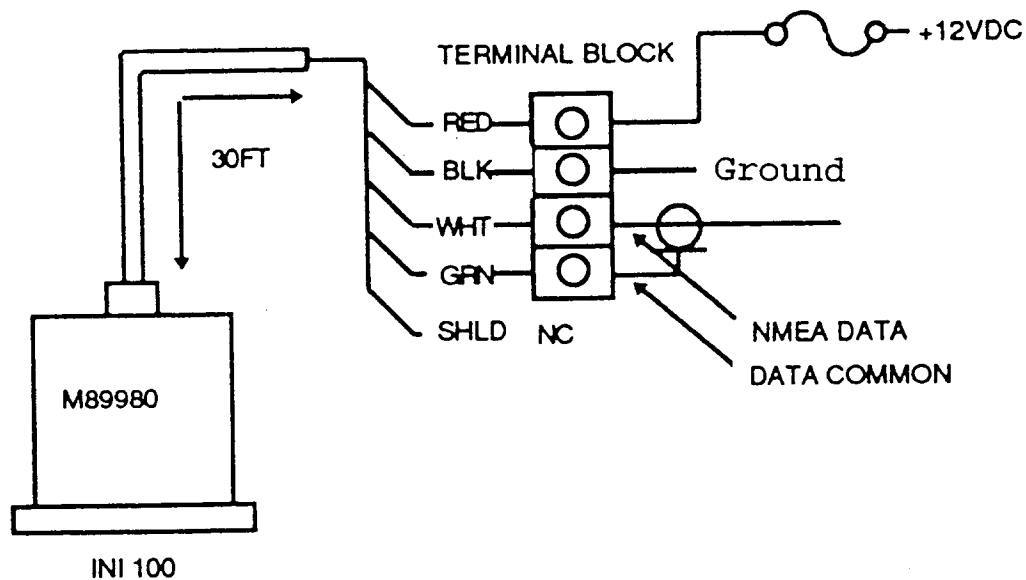 +12VDC
TERMINAL BLOCK
RED
30FT
BLK
Ground
WHT
GRN
SHLD NC
NMEA DATA
DATA COMMON
M89980
INI 100